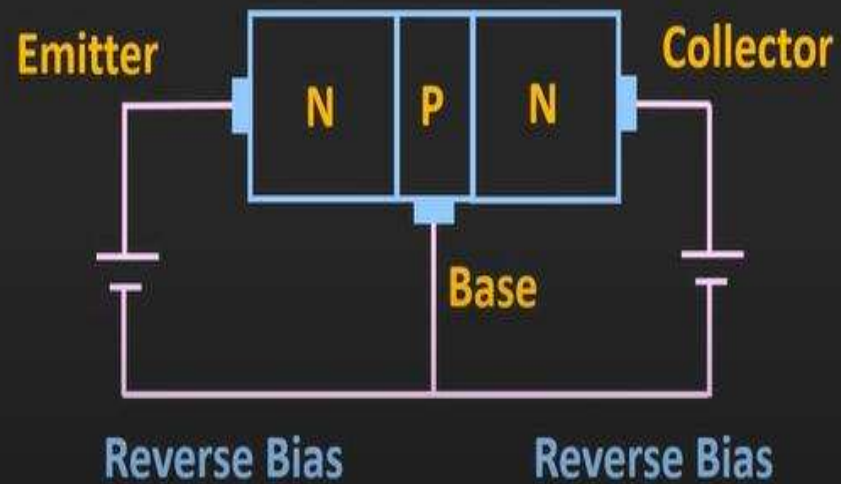 Emitter
Collector
N
P
N
Base
Reverse Bias
Reverse Bias